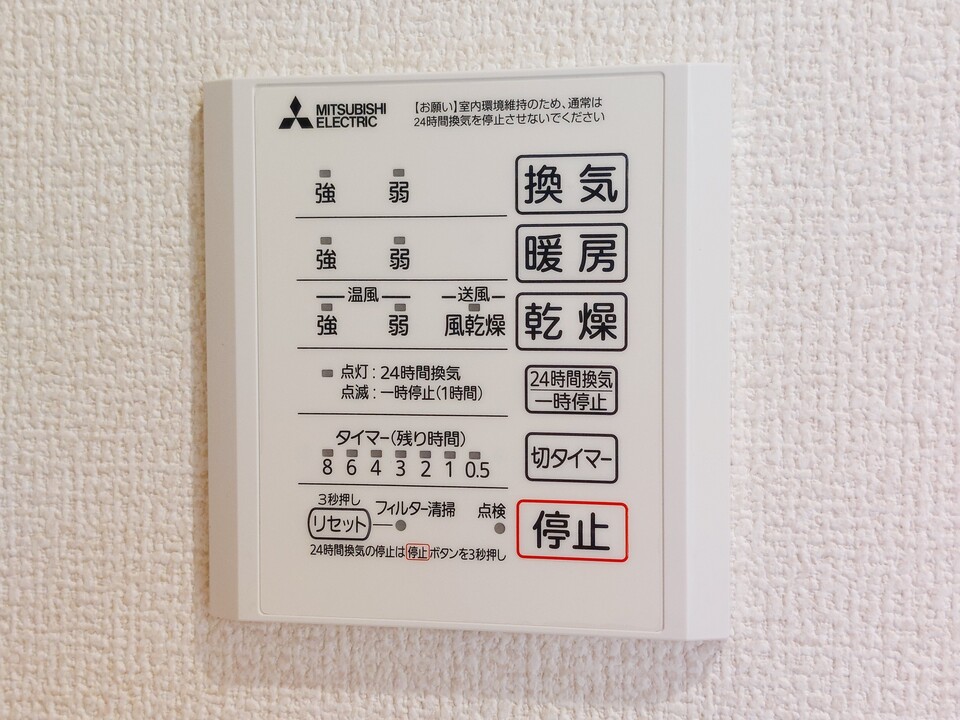 MITSUBISHI
ELECTRIC
【お願い】室内環境維持のため、通常は
24時間換気を停止させないでください
強 弱 換気
強 弱 暖房
温風 送風
強 弱 風乾燥 乾燥
点灯：24時間換気
点滅：一時停止(1時間)
24時間換気
一時停止
タイマー(残り時間)
8 6 4 3 2 1 0.5
切タイマー
3秒押し
リセット フィルター清掃 点検
停止
24時間換気の停止は停止ボタンを3秒押し